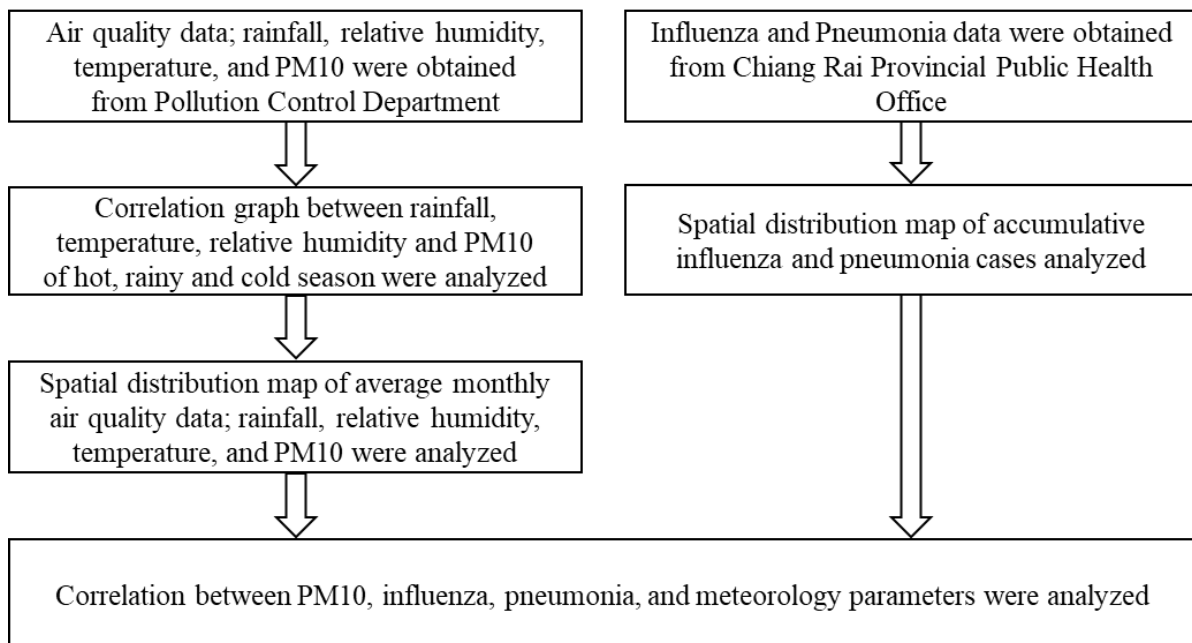 Air quality data; rainfall, relative humidity,
temperature, and PM10 were obtained
from Pollution Control Department
Influenza and Pneumonia data were obtained
from Chiang Rai Provincial Public Health
Office
Correlation graph between rainfall,
temperature, relative humidity and PM10
of hot, rainy and cold season were analyzed
Spatial distribution map of accumulative
influenza and pneumonia cases analyzed
Spatial distribution map of average monthly
air quality data; rainfall, relative humidity,
temperature, and PM10 were analyzed
Correlation between PM10, influenza, pneumonia, and meteorology parameters were analyzed